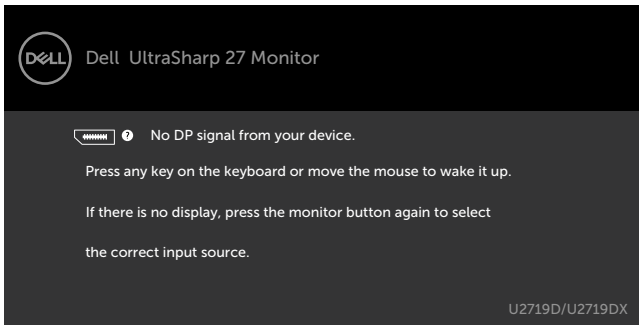 DELL
Dell UltraSharp 27 Monitor
No DP signal from your device.
Press any key on the keyboard or move the mouse to wake it up.
If there is no display, press the monitor button again to select
the correct input source.
U2719D/U2719DX